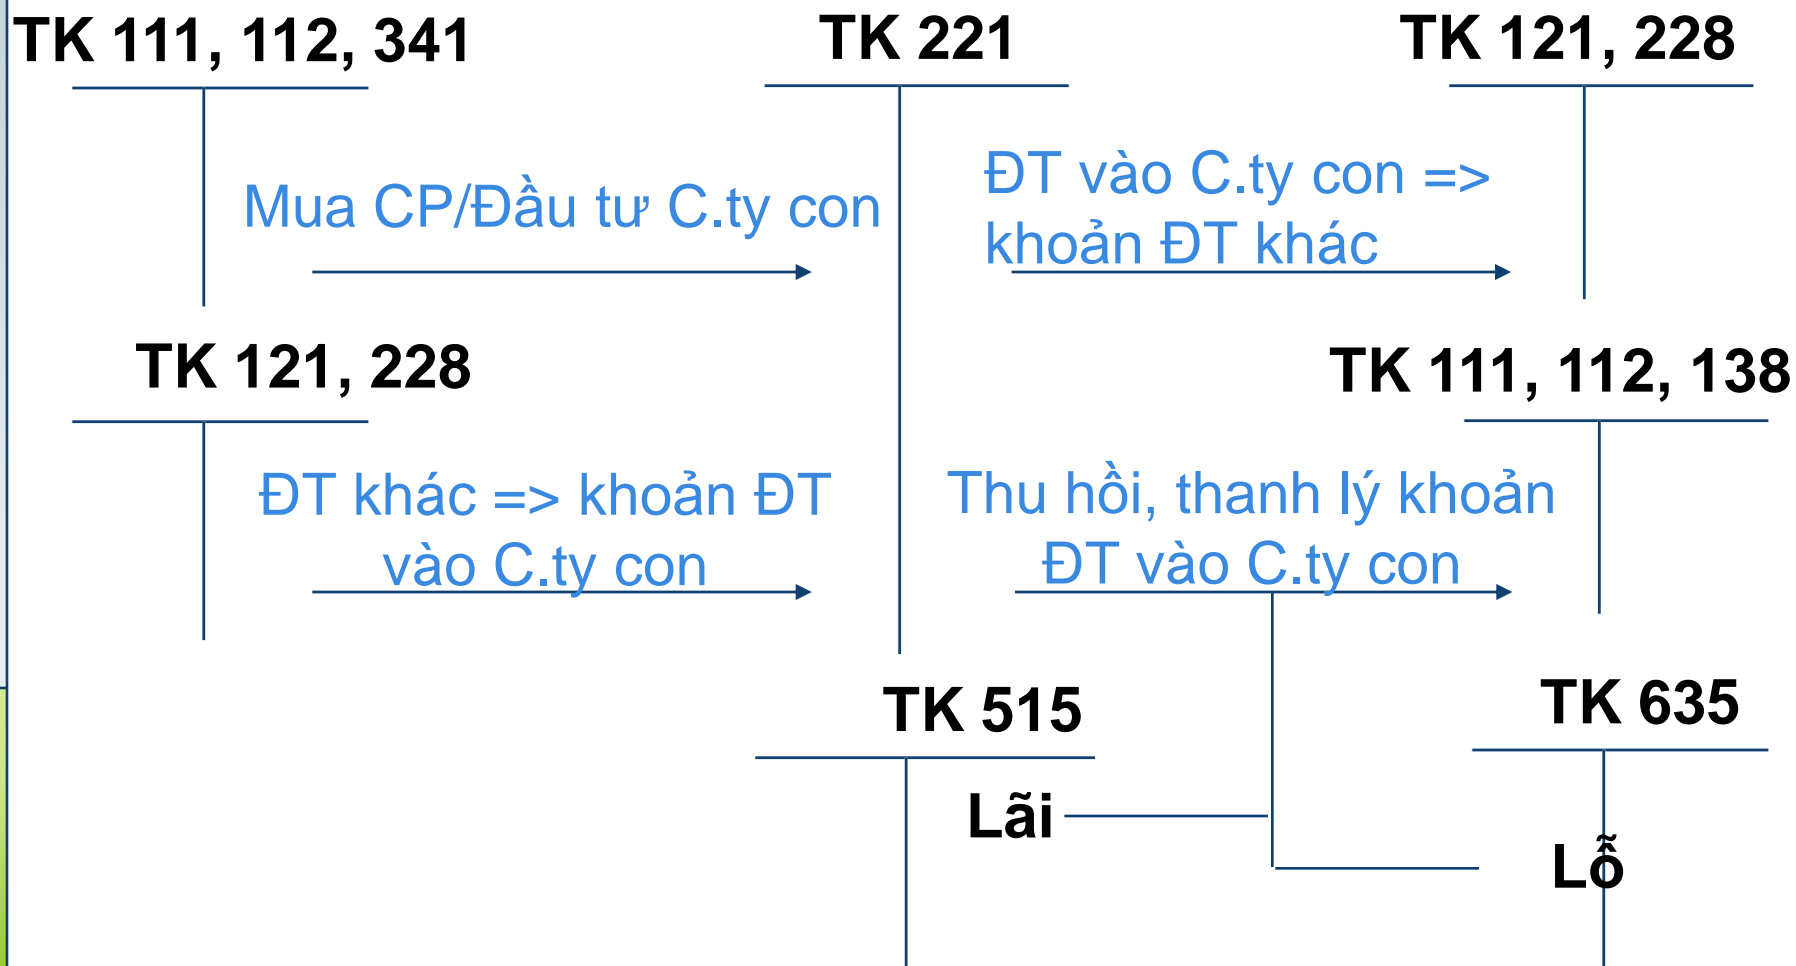 TK 111, 112, 341
TK 221
TK 121, 228
Mua CP/Đầu tư C.ty con
ĐT vào C.ty con =>
khoản ĐT khác
TK 121, 228
TK 111, 112, 138
ĐT khác => khoản ĐT
vào C.ty con
Thu hồi, thanh lý khoản
ĐT vào C.ty con
TK 515
TK 635
Lãi
Lỗ